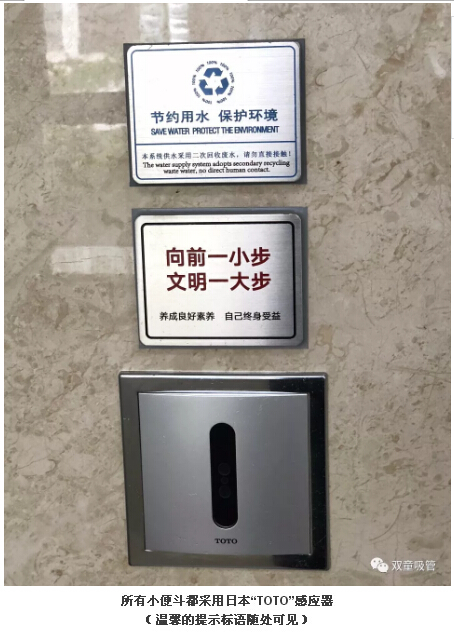 节约用水 保护环境
SAVE WATER PROTECT THE ENVIRONMENT
本系统供水采用二次回收废水，请勿直接接触！
The water supply system adopts secondary recycling
waste water, no direct human contact.
向前一小步
文明一大步
养成良好素养 自己终身受益
TOTO
双童吸管
所有小便斗都采用日本“TOTO”感应器
（温馨的提示标语随处可见）